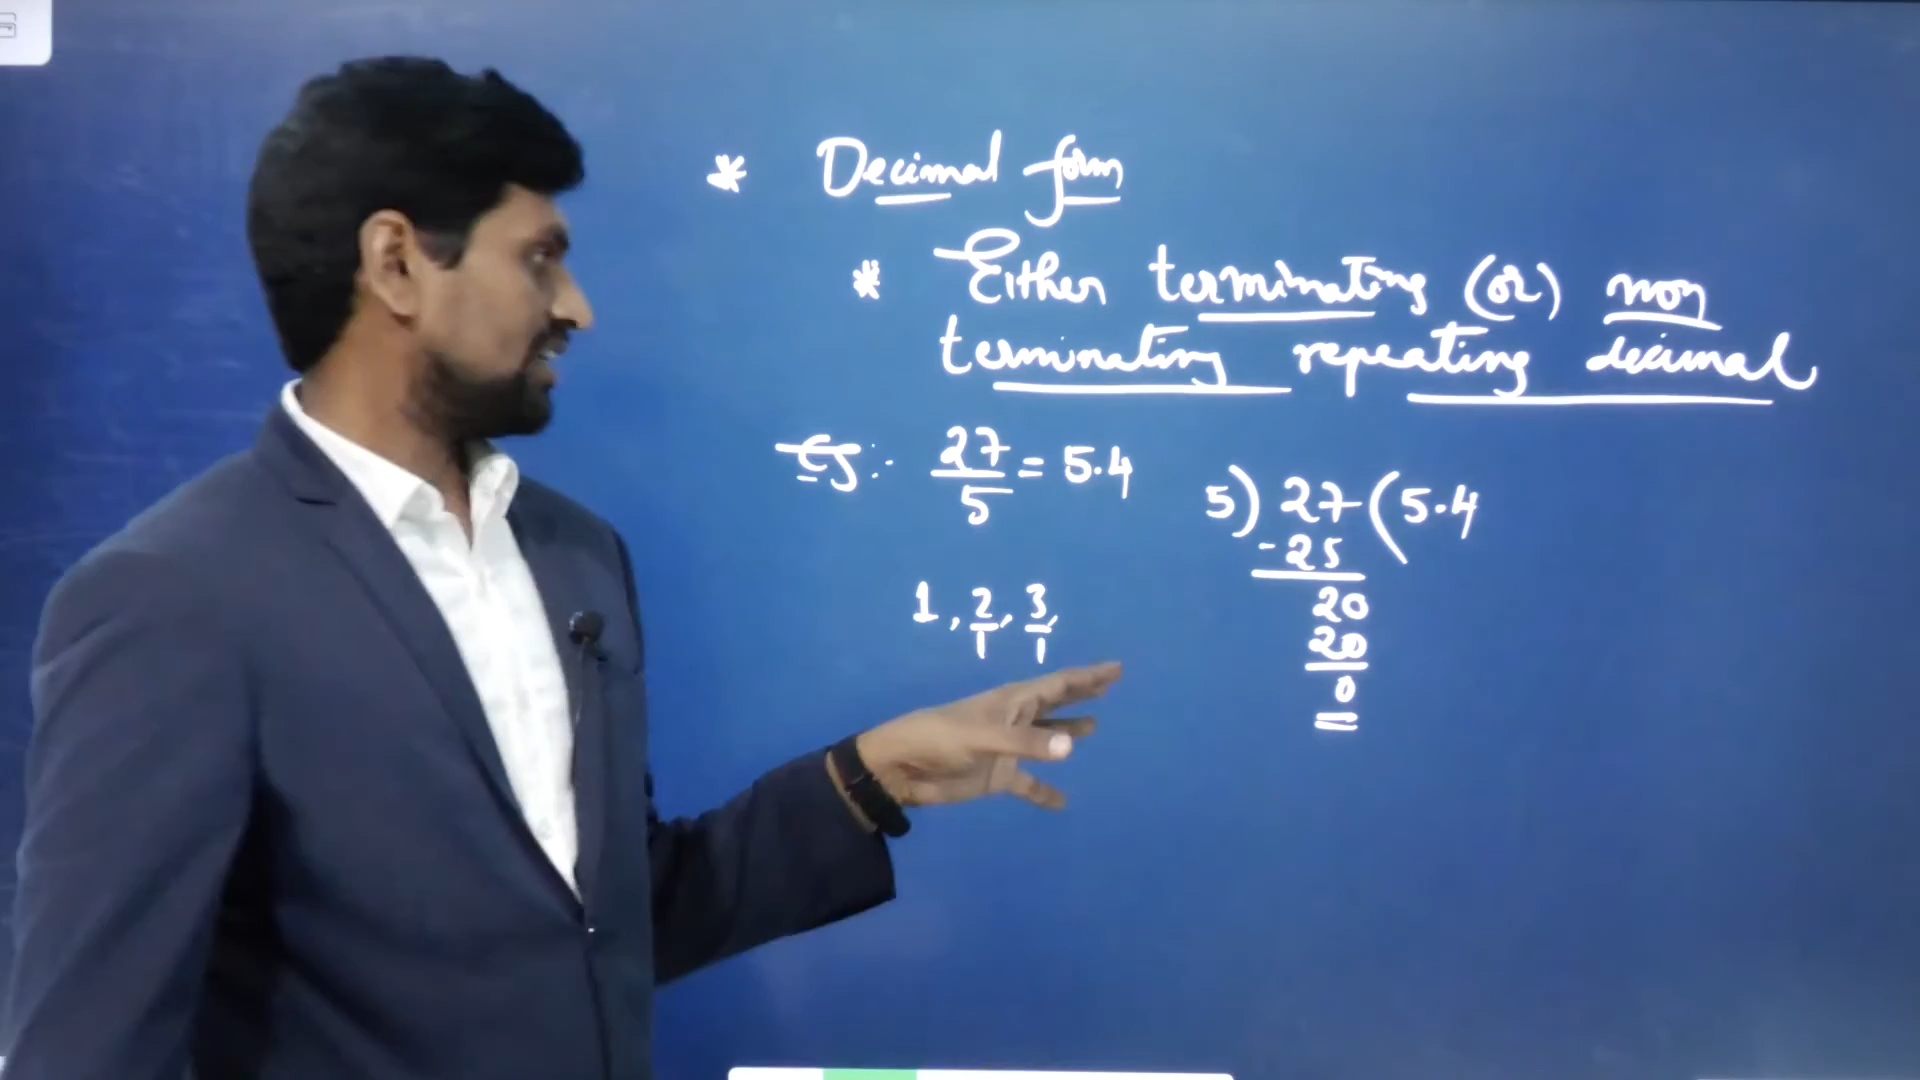 * Decimal form
* Either terminating (or) non
terminating repeating decimal
Eg:- 27/5 = 5.4
5) 27 (5.4
-25
20
20
0
1, 2/1, 3/1,